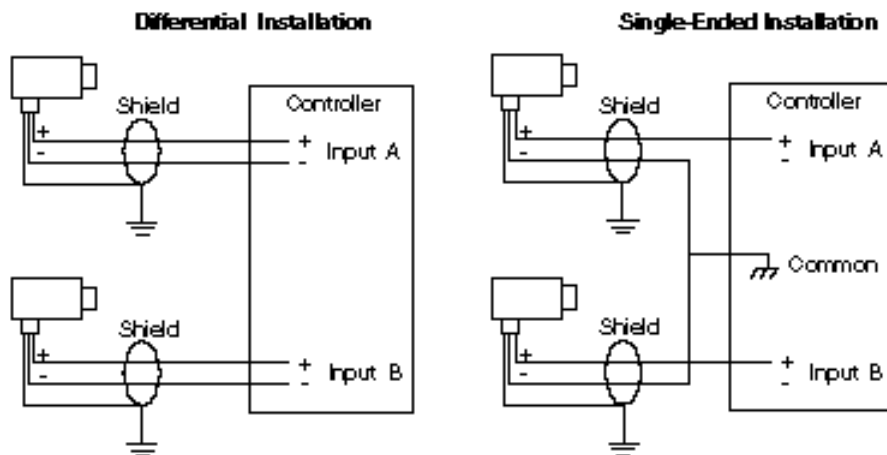 Differential Installation
Shield
Controller
+
-
+
-
Input A
Shield
+
-
+
-
Input B
Single-Ended Installation
Shield
Controller
+
-
+
-
Input A
Common
Shield
+
-
+
-
Input B